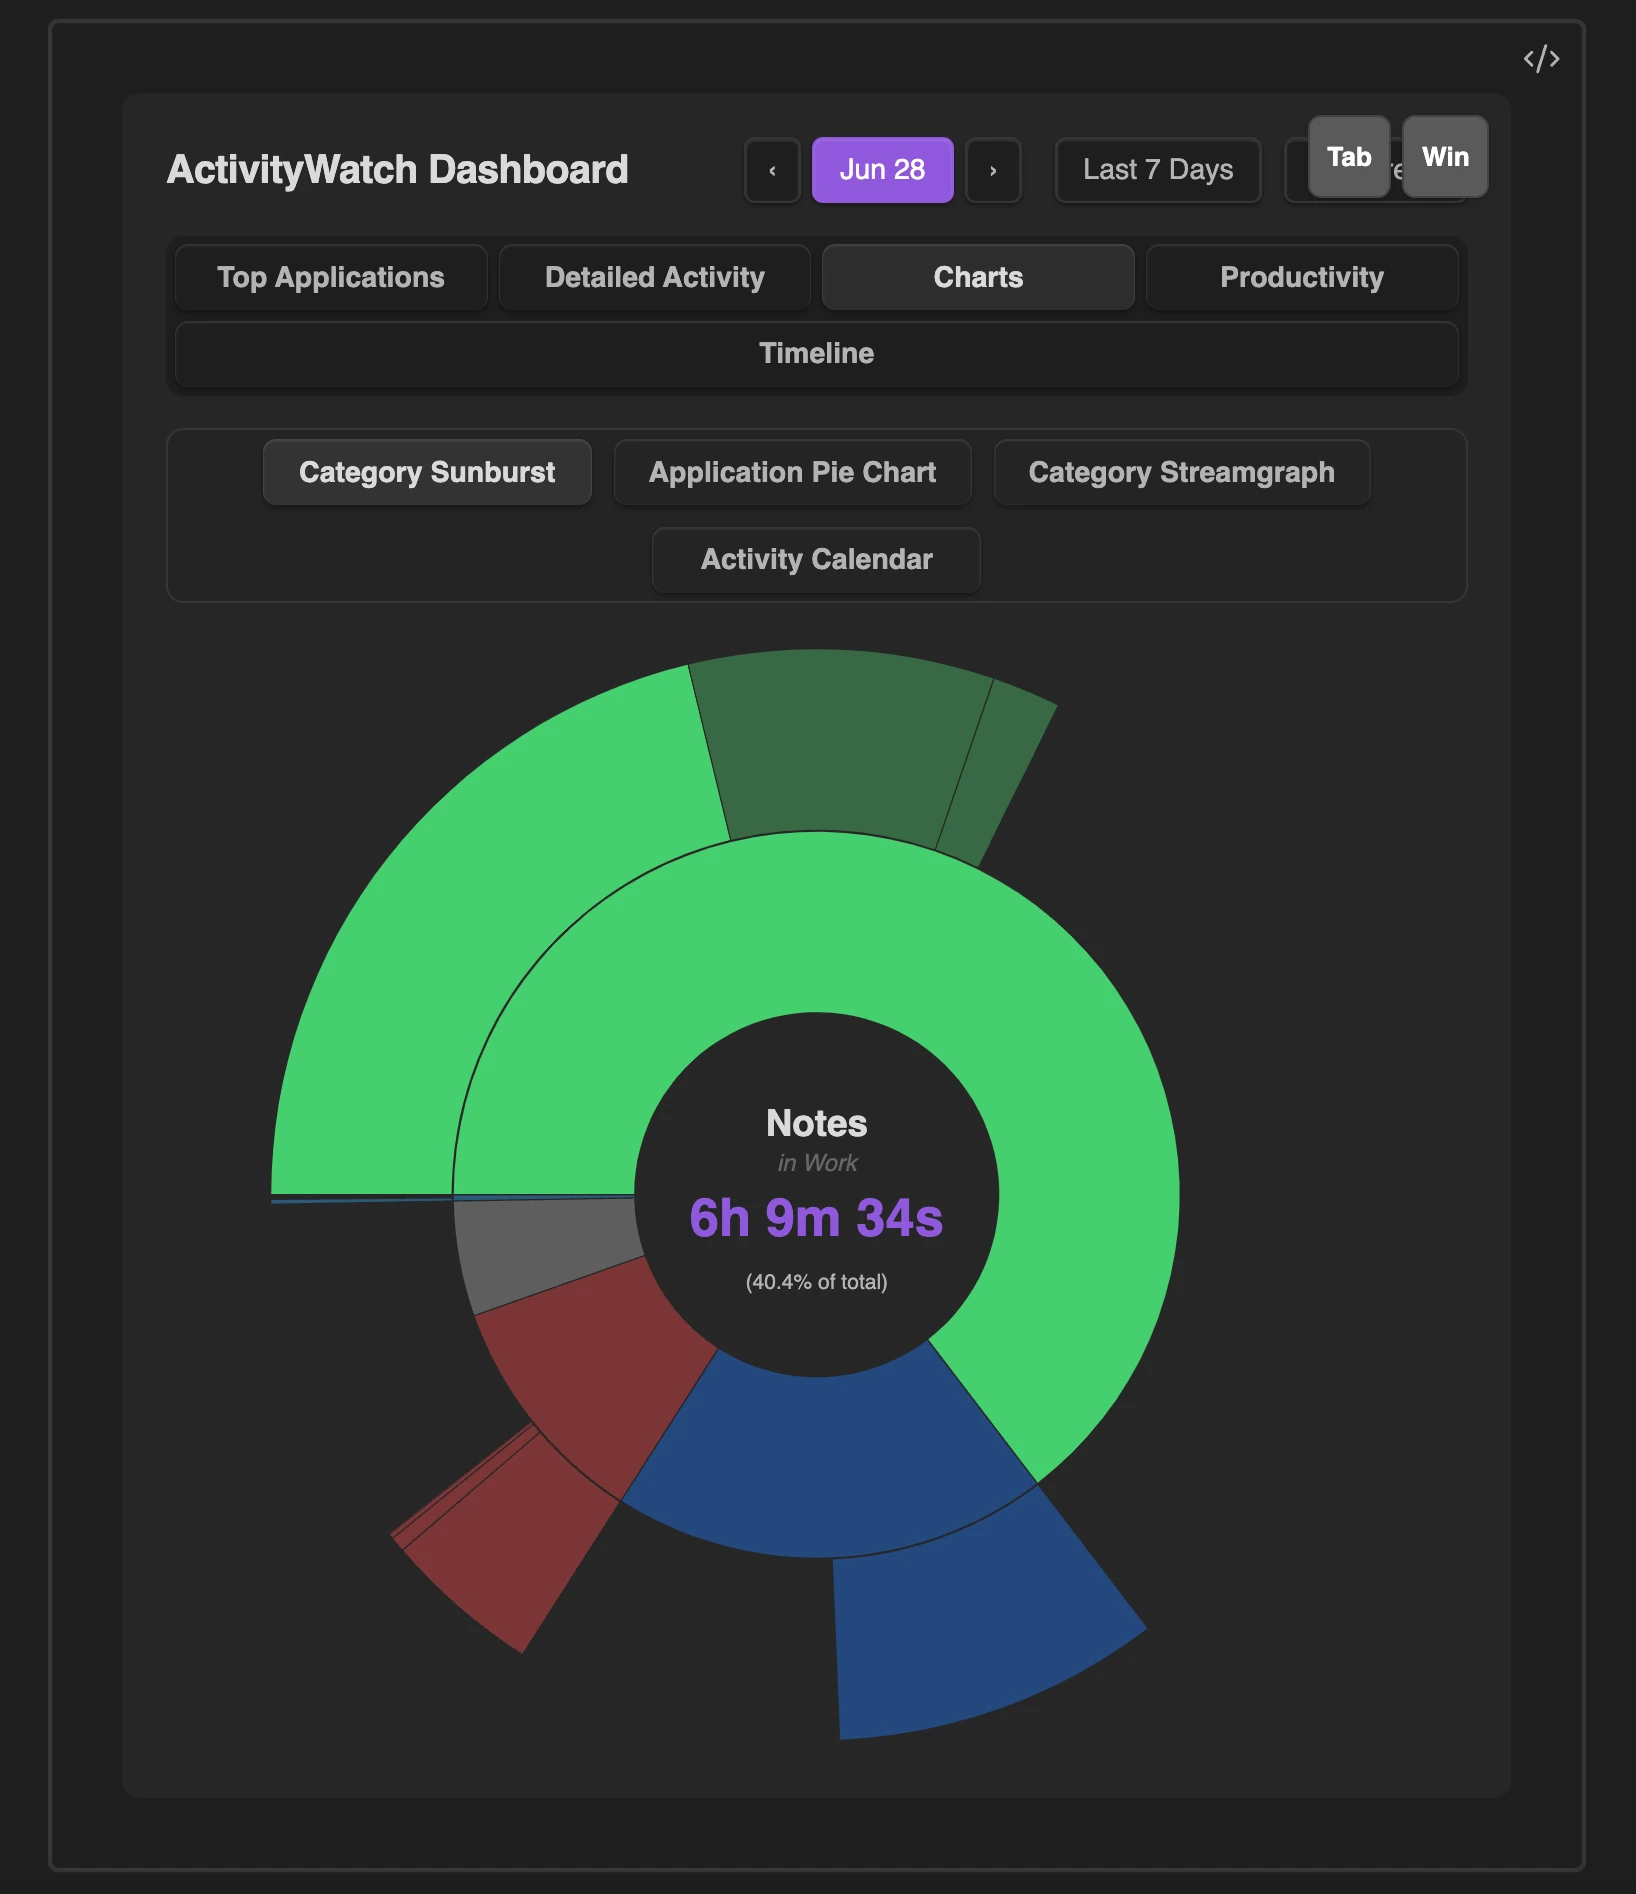 </>
ActivityWatch Dashboard
‹ Jun 28 › Last 7 Days
Tab Win
Top Applications Detailed Activity Charts Productivity
Timeline
Category Sunburst Application Pie Chart Category Streamgraph
Activity Calendar
Notes
in Work
6h 9m 34s
(40.4% of total)